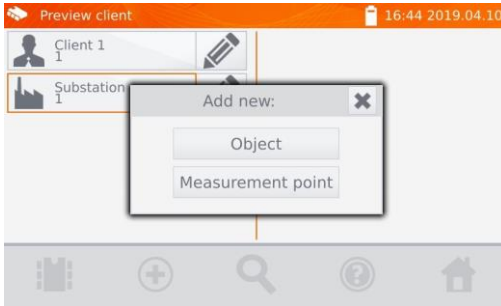 Preview client
16:44 2019.04.10
Client 1
1
Substation
1
Add new:
Object
Measurement point